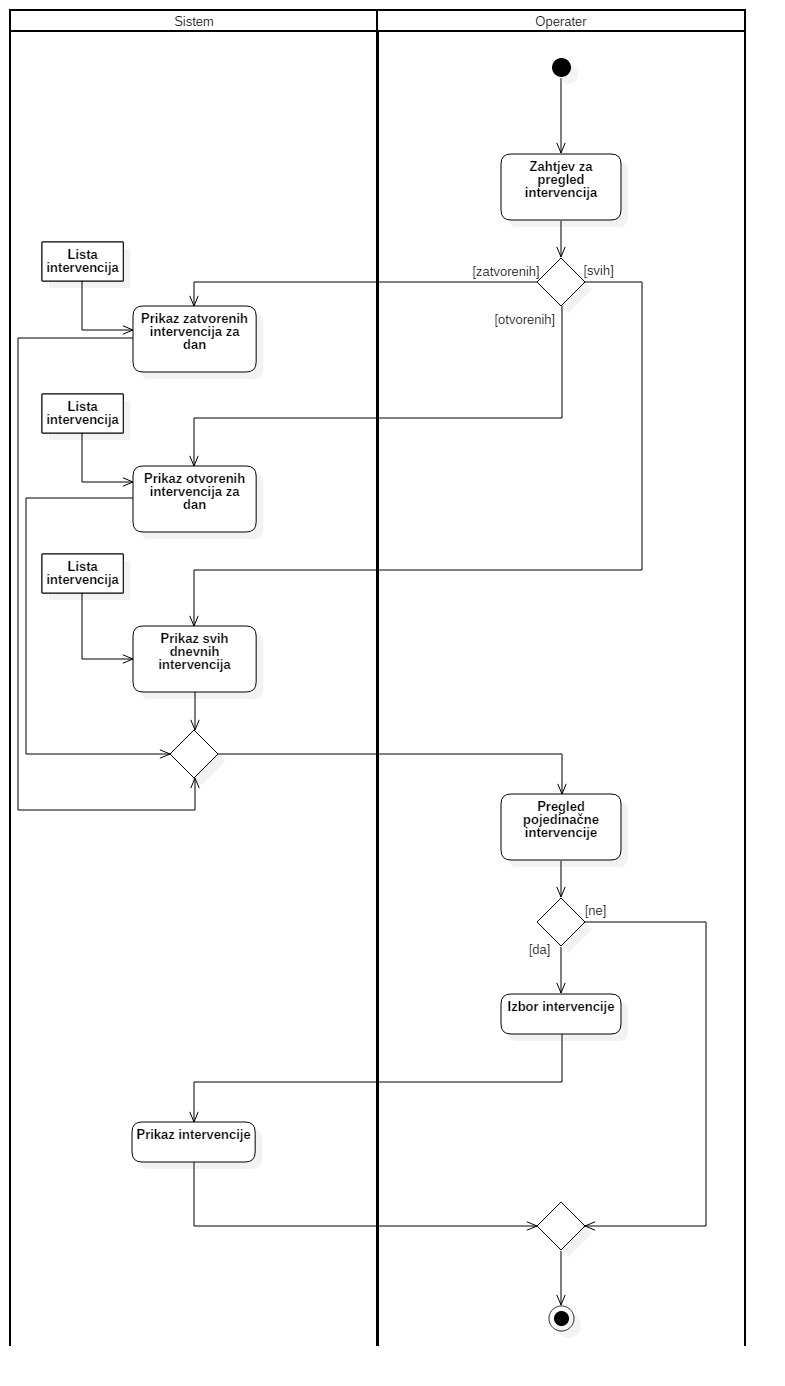 Sistem
Operater
Zahtjev za
pregled
intervencija
[zatvorenih]
[svih]
[otvorenih]
Lista
intervencija
Prikaz zatvorenih
intervencija za
dan
Lista
intervencija
Prikaz otvorenih
intervencija za
dan
Lista
intervencija
Prikaz svih
dnevnih
intervencija
Pregled
pojedinačne
intervencije
[ne]
[da]
Izbor intervencije
Prikaz intervencije